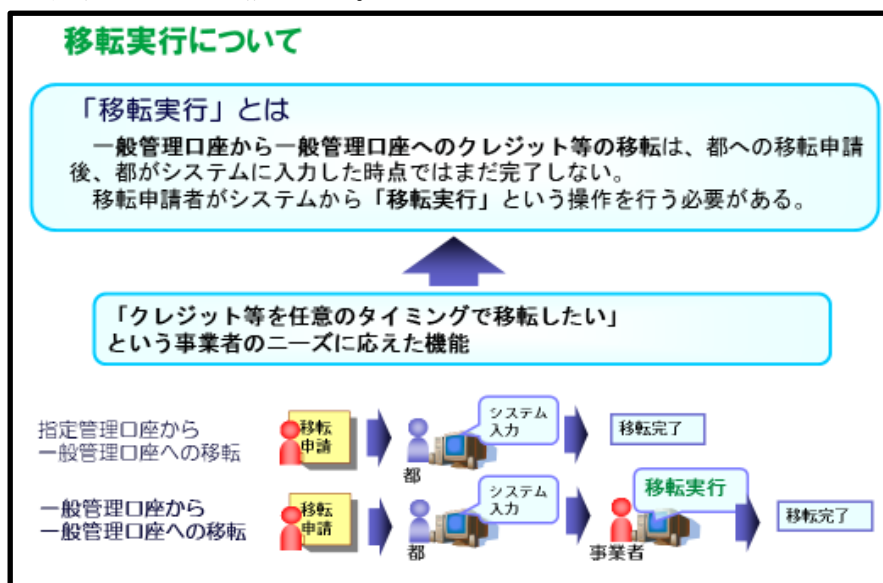 移転実行について
「移転実行」とは
一般管理口座から一般管理口座へのクレジット等の移転は、都への移転申請
後、都がシステムに入力した時点ではまだ完了しない。
移転申請者がシステムから「移転実行」という操作を行う必要がある。
「クレジット等を任意のタイミングで移転したい」
という事業者のニーズに応えた機能
指定管理口座から
一般管理口座への移転
移転
申請
都
システム
入力
移転完了
一般管理口座から
一般管理口座への移転
移転
申請
都
システム
入力
事業者
移転実行
移転完了